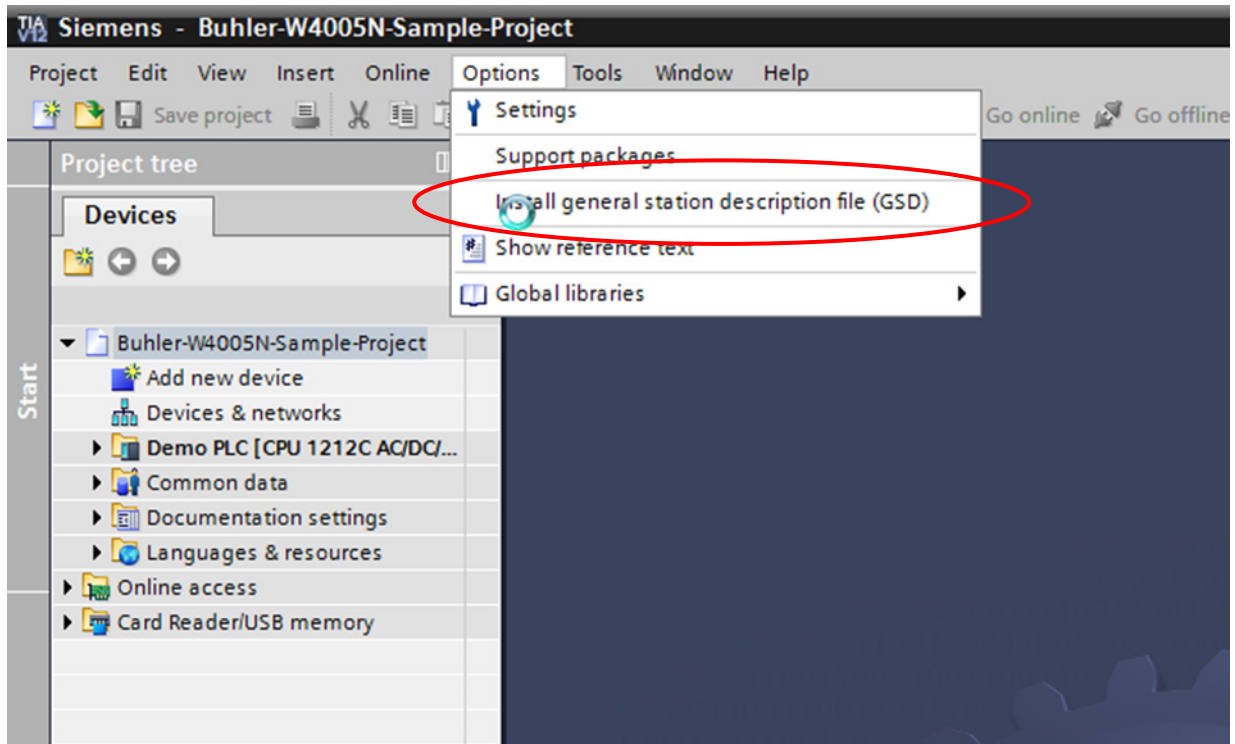 TIA V12 Siemens - Buhler-W4005N-Sample-Project
Project Edit View Insert Online Options Tools Window Help
Save project Go online Go offline
Settings
Support packages
Install general station description file (GSD)
Show reference text
Global libraries
Project tree
Devices
Buhler-W4005N-Sample-Project
Add new device
Devices & networks
Demo PLC [CPU 1212C AC/DC/...
Common data
Documentation settings
Languages & resources
Online access
Card Reader/USB memory
Start